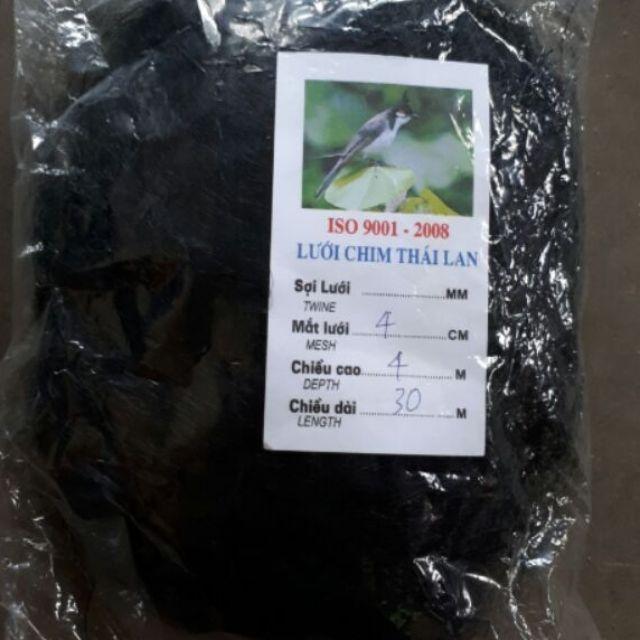 ISO 9001 - 2008
LƯỚI CHIM THÁI LAN
Sợi Lưới ........................ MM
TWINE
Mắt lưới ..... 4 ............... CM
MESH
Chiều cao ..... 4 ............. M
DEPTH
Chiều dài ...... 30 ............ M
LENGTH